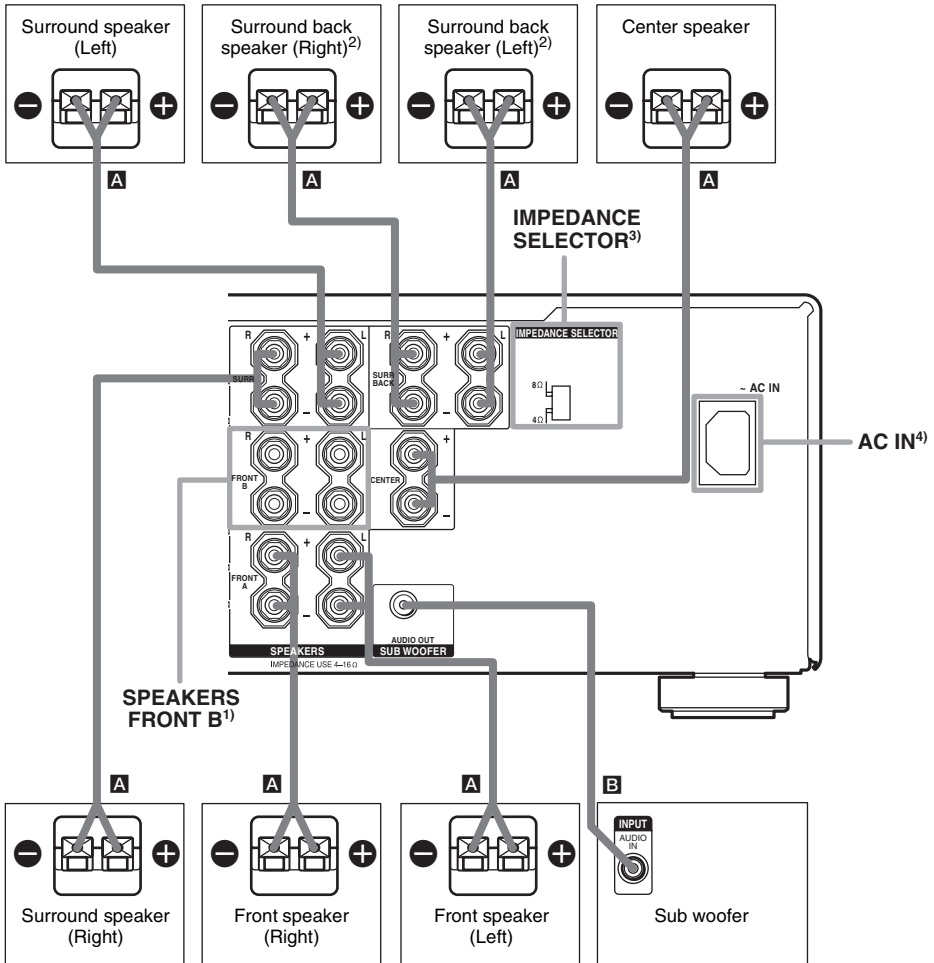 Surround speaker
(Left)
Surround back
speaker (Right)2)
Surround back
speaker (Left)2)
Center speaker
A
A
A
A
IMPEDANCE
SELECTOR3)
R
+
L
SURR
–
R
+
L
SURR
BACK
–
IMPEDANCE SELECTOR
8Ω
4Ω
~ AC IN
AC IN4)
R
+
L
FRONT
B
–
+
CENTER
–
R
+
L
FRONT
A
–
AUDIO OUT
SPEAKERS
SUB WOOFER
IMPEDANCE USE 4–16 Ω
SPEAKERS
FRONT B1)
A
A
A
B
INPUT
AUDIO
IN
Surround speaker
(Right)
Front speaker
(Right)
Front speaker
(Left)
Sub woofer